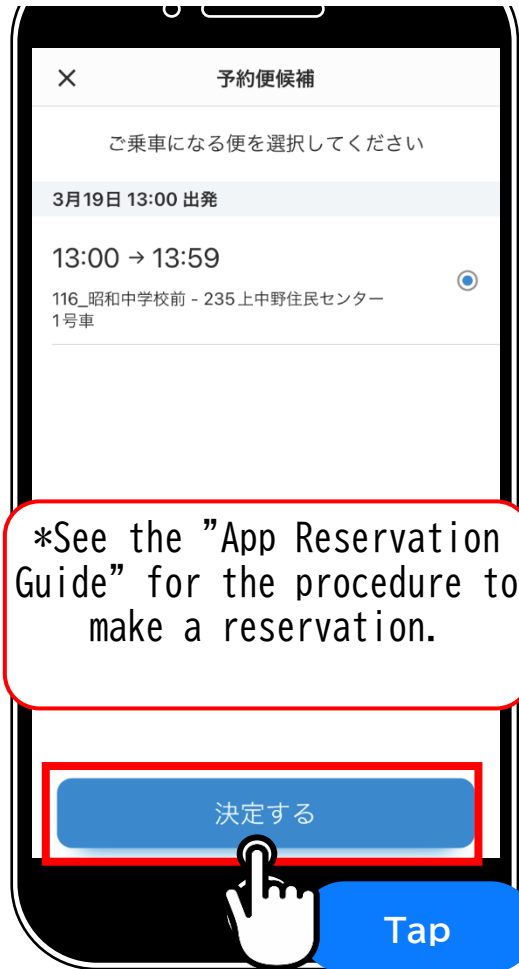 ×
予約便候補
ご乗車になる便を選択してください
3月19日 13:00 出発
13:00 → 13:59
116_昭和中学校前 - 235上中野住民センター
1号車
*See the ”App Reservation
Guide” for the procedure to
make a reservation.
決定する
Tap